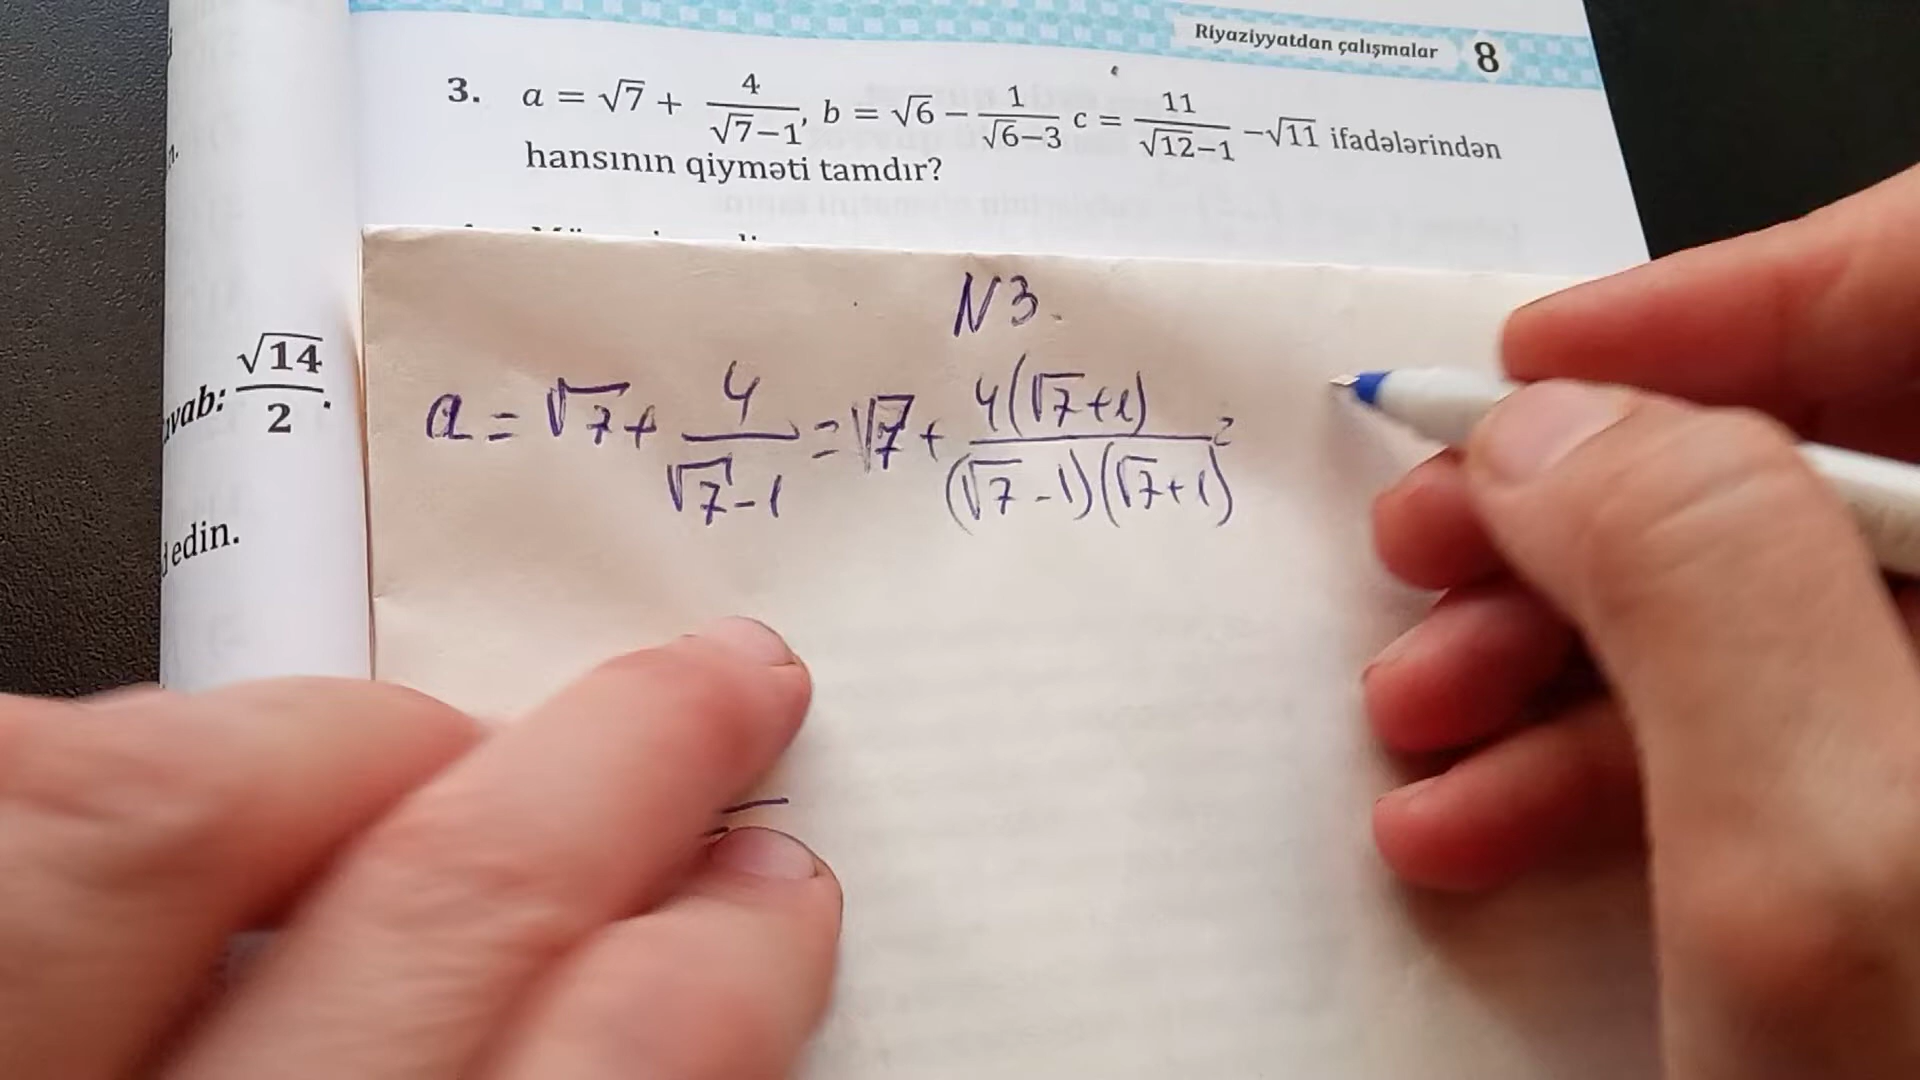 Riyaziyyatdan çalışmalar 8
3. a = √7 + 4/(√7−1), b = √6 − 1/(√6−3) c = 11/(√12−1) −√11 ifadələrindən
hansının qiyməti tamdır?
N3.
√14/2.
a = √7 + 4/(√7-1) = √7 + 4(√7+1)/((√7-1)(√7+1)) =
edin.